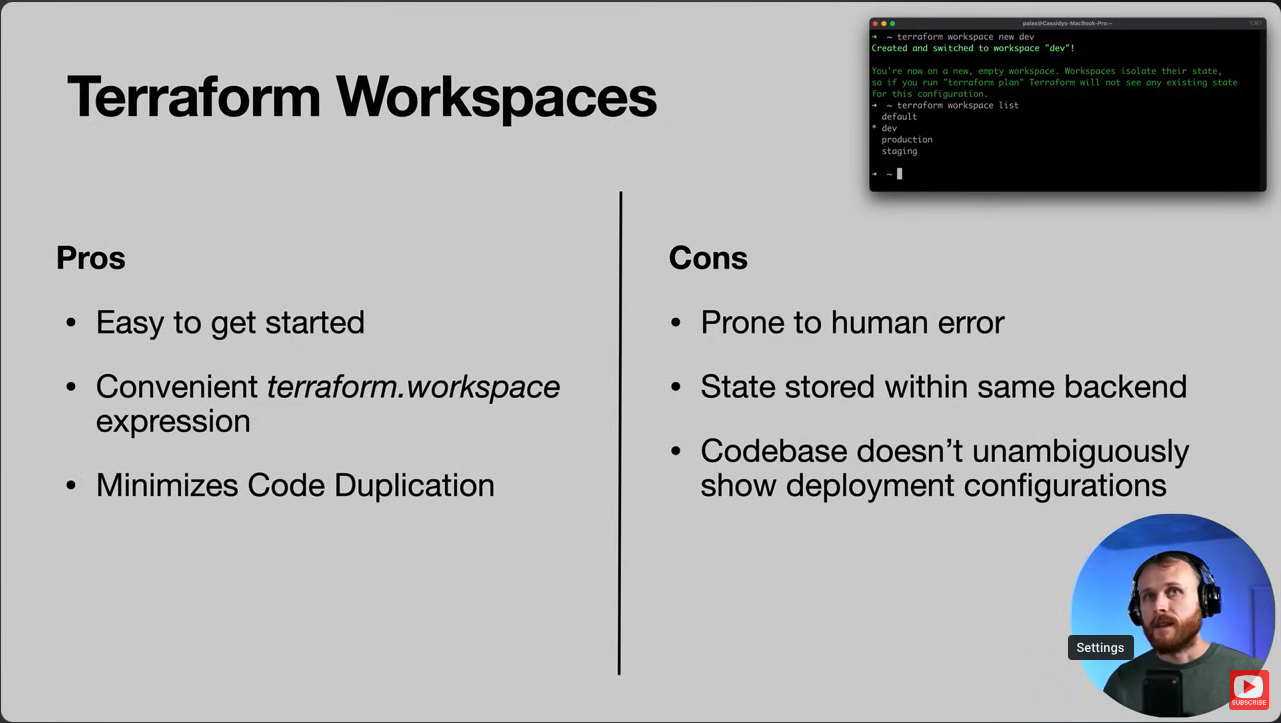 Terraform Workspaces
palas@Cassidys-MacBook-Pro:~
➜ ~ terraform workspace new dev
Created and switched to workspace "dev"!
You're now on a new, empty workspace. Workspaces isolate their state,
so if you run "terraform plan" Terraform will not see any existing state
for this configuration.
➜ ~ terraform workspace list
default
* dev
production
staging
➜ ~
Pros
• Easy to get started
• Convenient terraform.workspace
expression
• Minimizes Code Duplication
Cons
• Prone to human error
• State stored within same backend
• Codebase doesn't unambiguously
show deployment configurations
Settings
SUBSCRIBE